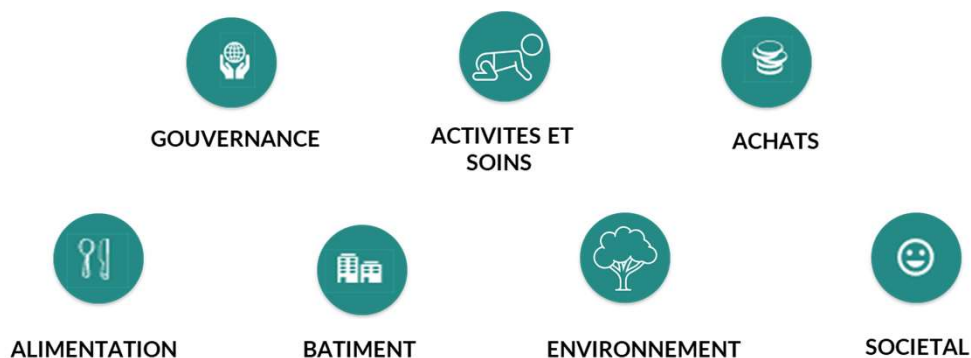 GOUVERNANCE
ACTIVITES ET
SOINS
ACHATS
ALIMENTATION
BATIMENT
ENVIRONNEMENT
SOCIETAL